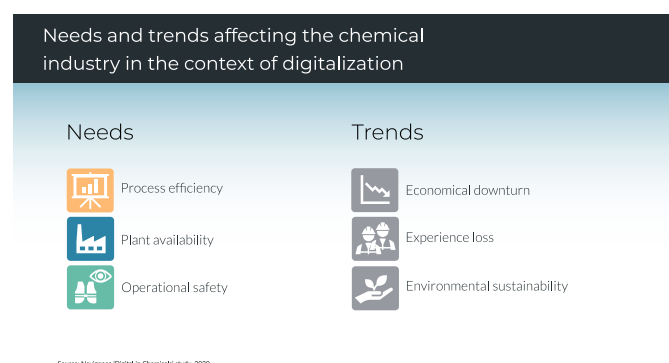 Needs and trends affecting the chemical
industry in the context of digitalization
Needs
Process efficiency
Plant availability
Operational safety
Trends
Economical downturn
Experience loss
Environmental sustainability